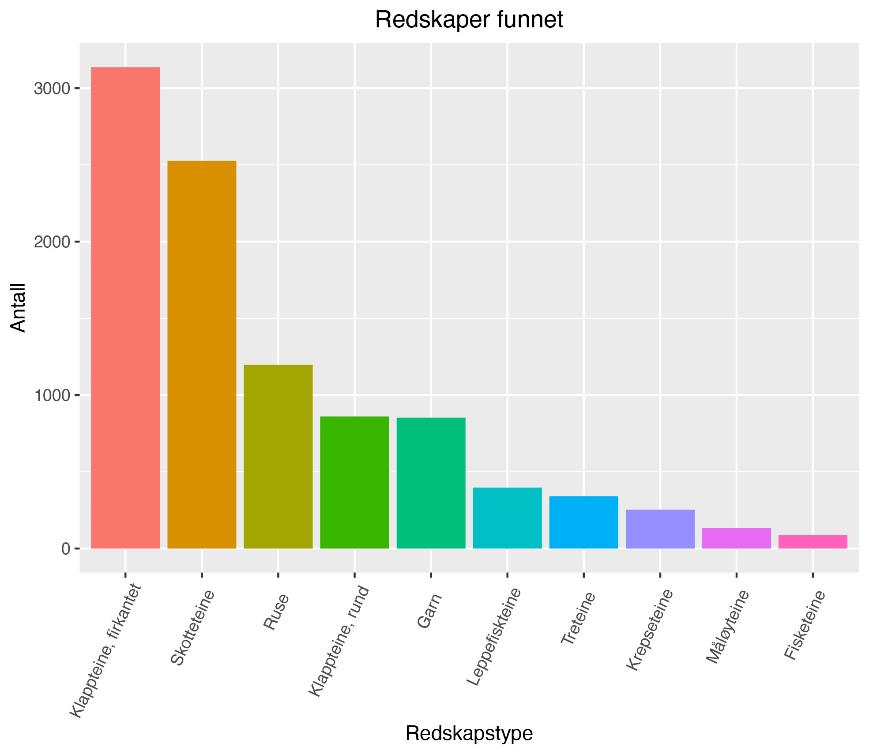 Redskaper funnet
Antall
3000
2000
1000
0
Klappteine, firkantet
Skotteteine
Ruse
Klappteine, rund
Garn
Leppefiskteine
Treteine
Krepseteine
Måløyteine
Fisketeine
Redskapstype